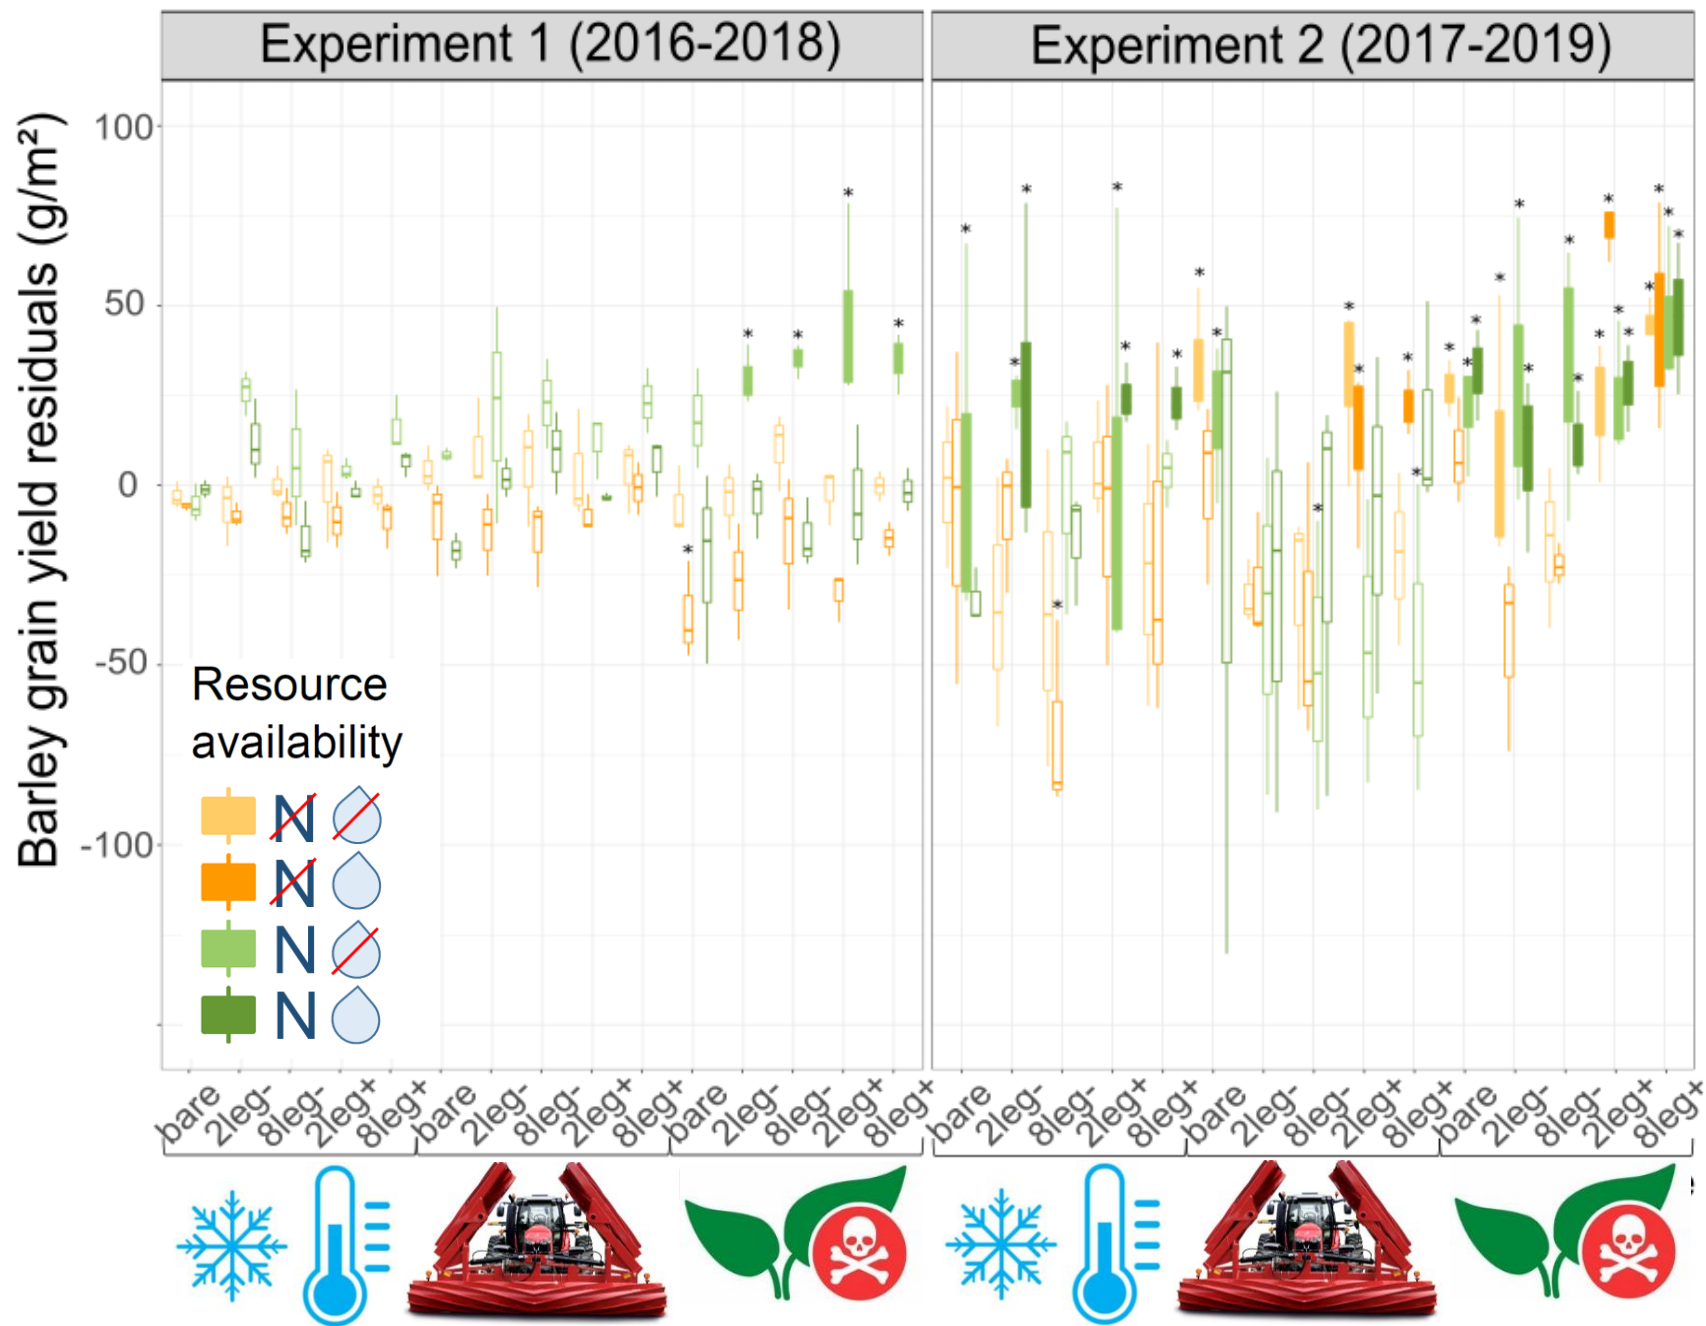 Experiment 1 (2016-2018)
Experiment 2 (2017-2019)
Barley grain yield residuals (g/m²)
100
50
0
-50
-100
Resource
availability
N
N
N
N
bare
2leg-
8leg-
2leg+
8leg+
bare
2leg-
8leg-
2leg+
8leg+
bare
2leg-
8leg-
2leg+
8leg+
bare
2leg-
8leg-
2leg+
8leg+
bare
2leg-
8leg-
2leg+
8leg+
bare
2leg-
8leg-
2leg+
8leg+